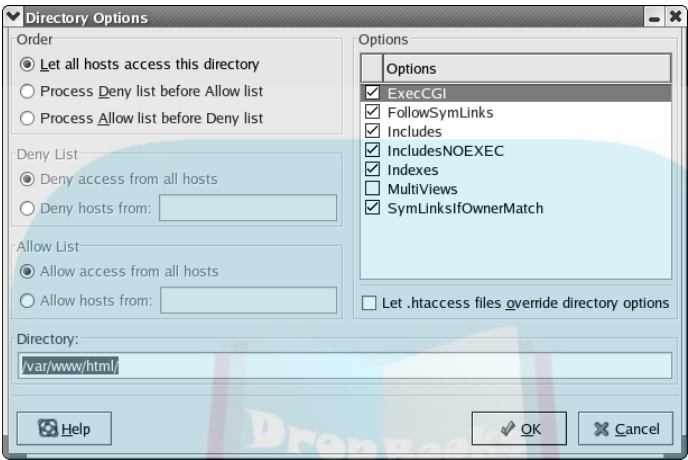 Directory Options
Order
Let all hosts access this directory
Process Deny list before Allow list
Process Allow list before Deny list
Deny List
Deny access from all hosts
Deny hosts from:
Allow List
Allow access from all hosts
Allow hosts from:
Options
Options
ExecCGI
FollowSymLinks
Includes
IncludesNOEXEC
Indexes
MultiViews
SymLinksIfOwnerMatch
Let .htaccess files override directory options
Directory:
/var/www/html/
Help
OK
Cancel
DropBooks